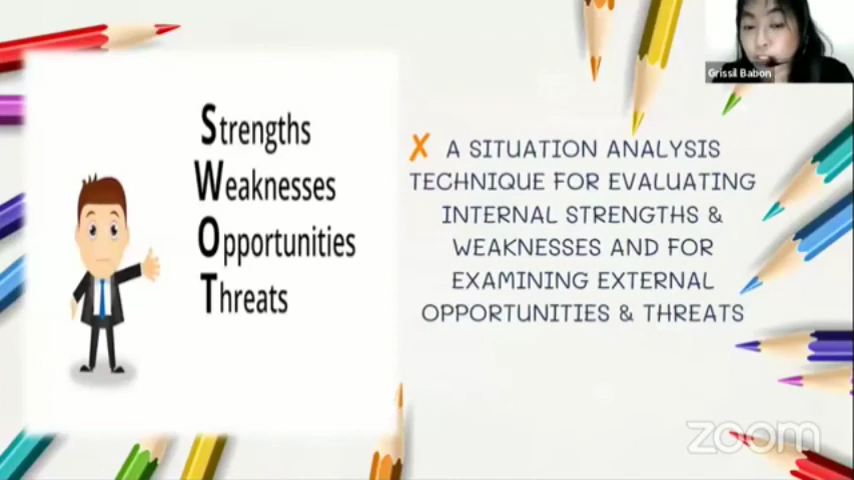 Grissil Babon
Strengths
Weaknesses
Opportunities
Threats
X A SITUATION ANALYSIS
TECHNIQUE FOR EVALUATING
INTERNAL STRENGTHS &
WEAKNESSES AND FOR
EXAMINING EXTERNAL
OPPORTUNITIES & THREATS
zoom